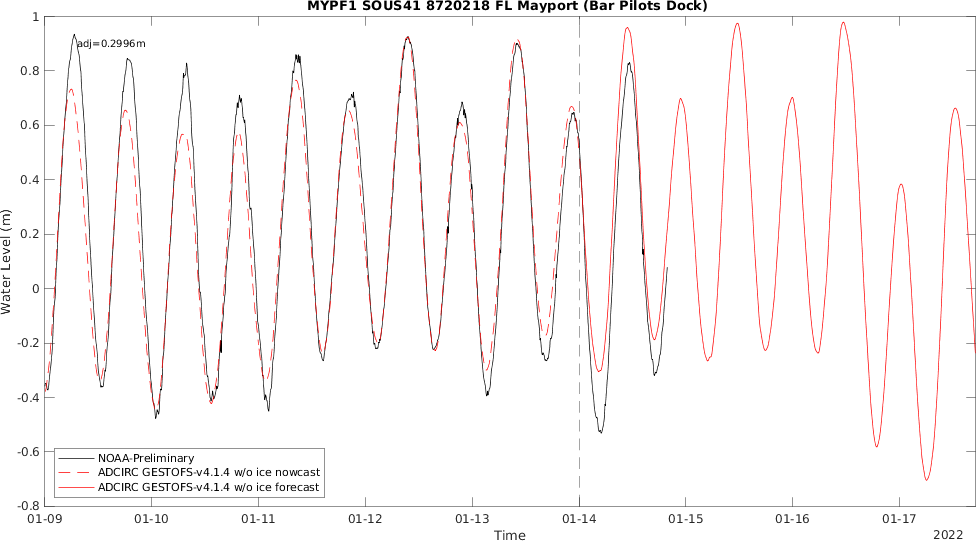 MYPF1 SOUS41 8720218 FL Mayport (Bar Pilots Dock)
adj=0.2996m
Water Level (m)
1
0.8
0.6
0.4
0.2
0
-0.2
-0.4
-0.6
-0.8
NOAA-Preliminary
ADCIRC GESTOFS-v4.1.4 w/o ice nowcast
ADCIRC GESTOFS-v4.1.4 w/o ice forecast
01-09 01-10 01-11 01-12 01-13 01-14 01-15 01-16 01-17
Time
2022